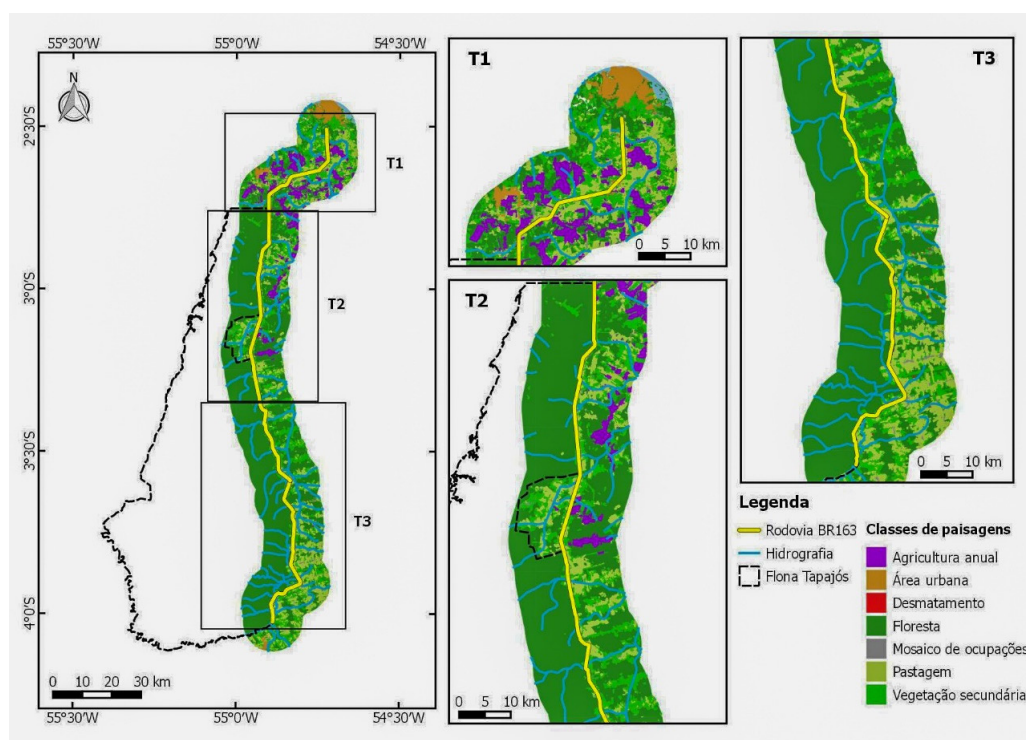 55°30'W 55°0'W 54°30'W
N
2°30'S
3°0'S
3°30'S
4°0'S
T1
T2
T3
0 10 20 30 km
55°30'W 55°0'W 54°30'W
T1
0 5 10 km
T2
0 5 10 km
T3
0 5 10 km
Legenda
Rodovia BR163
Hidrografia
Flona Tapajós
Classes de paisagens
Agricultura anual
Área urbana
Desmatamento
Floresta
Mosaico de ocupações
Pastagem
Vegetação secundária